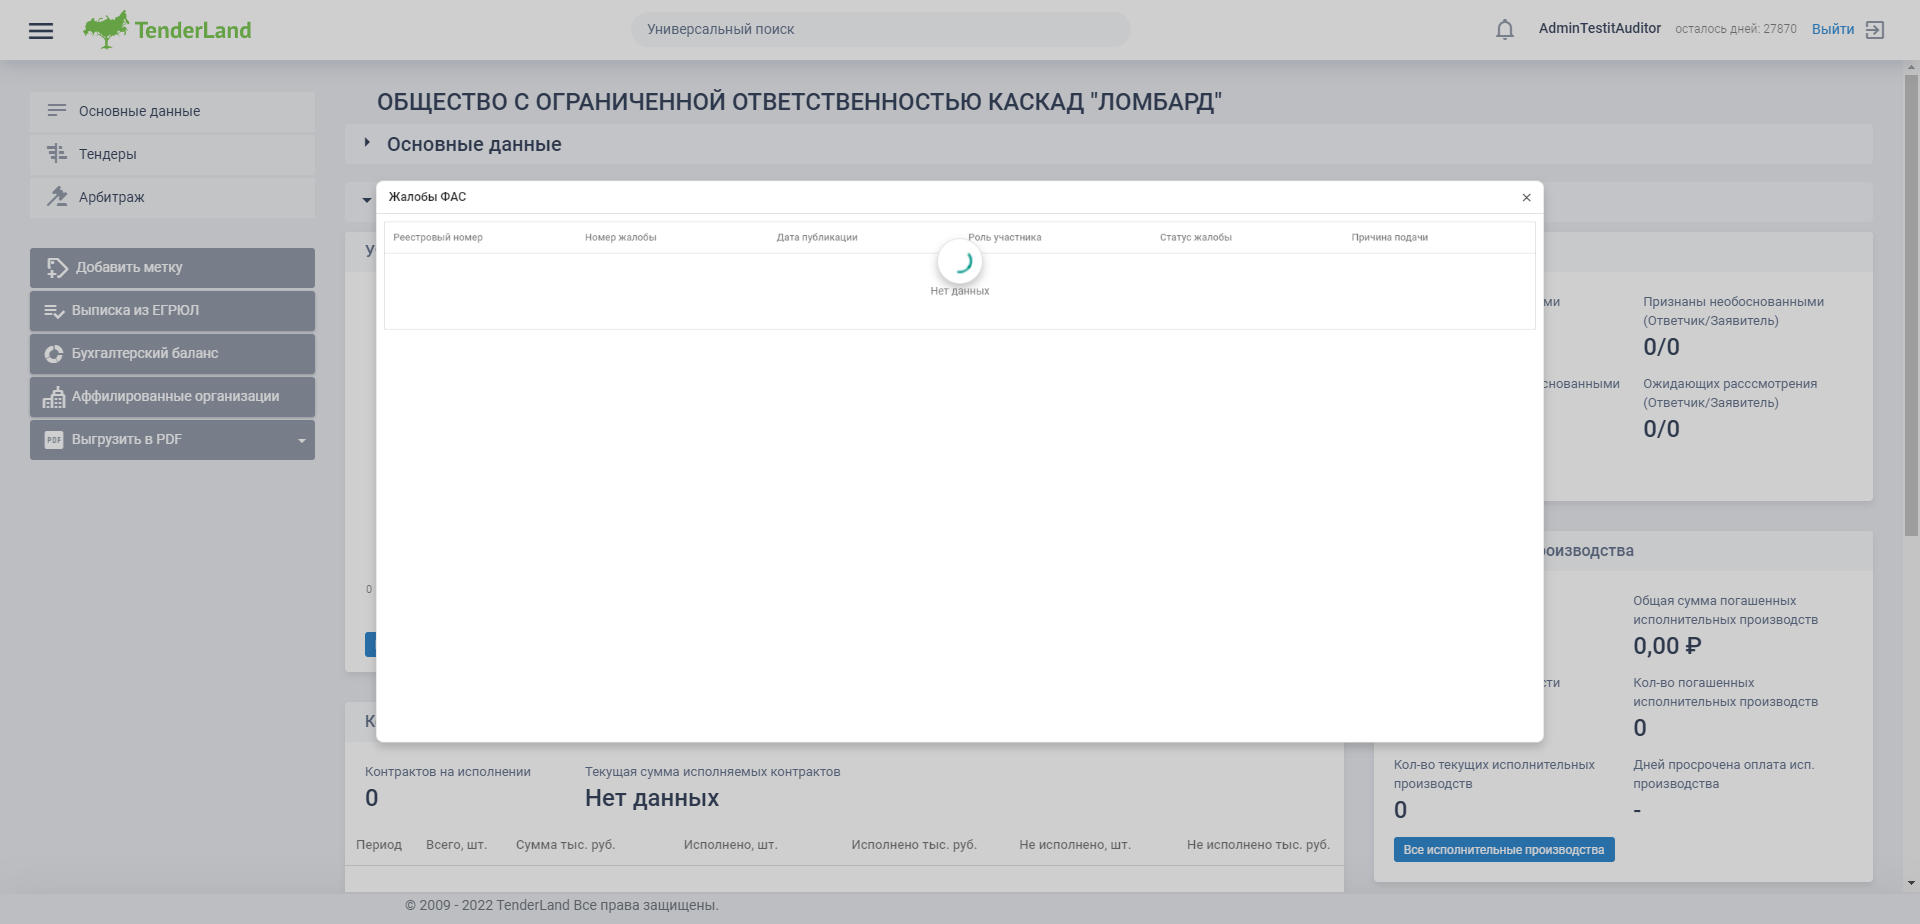 TenderLand
Универсальный поиск
AdminTestitAuditor
осталось дней: 27870
Выйти
Основные данные
Тендеры
Арбитраж
Добавить метку
Выписка из ЕГРЮЛ
Бухгалтерский баланс
Аффилированные организации
PDF Выгрузить в PDF
ОБЩЕСТВО С ОГРАНИЧЕННОЙ ОТВЕТСТВЕННОСТЬЮ КАСКАД "ЛОМБАРД"
Основные данные
Жалобы ФАС
Реестровый номер
Номер жалобы
Дата публикации
Роль участника
Статус жалобы
Причина подачи
Нет данных
Признаны необоснованными
(Ответчик/Заявитель)
0/0
Ожидающих расссмотрения
(Ответчик/Заявитель)
0/0
0
Общая сумма погашенных
исполнительных производств
0,00 ₽
Кол-во погашенных
исполнительных производств
0
Кол-во текущих исполнительных
производств
0
Дней просрочена оплата исп.
производства
-
Все исполнительные производства
Контрактов на исполнении
0
Текущая сумма исполняемых контрактов
Нет данных
Период
Всего, шт.
Сумма тыс. руб.
Исполнено, шт.
Исполнено тыс. руб.
Не исполнено, шт.
Не исполнено тыс. руб.
© 2009 - 2022 TenderLand Все права защищены.